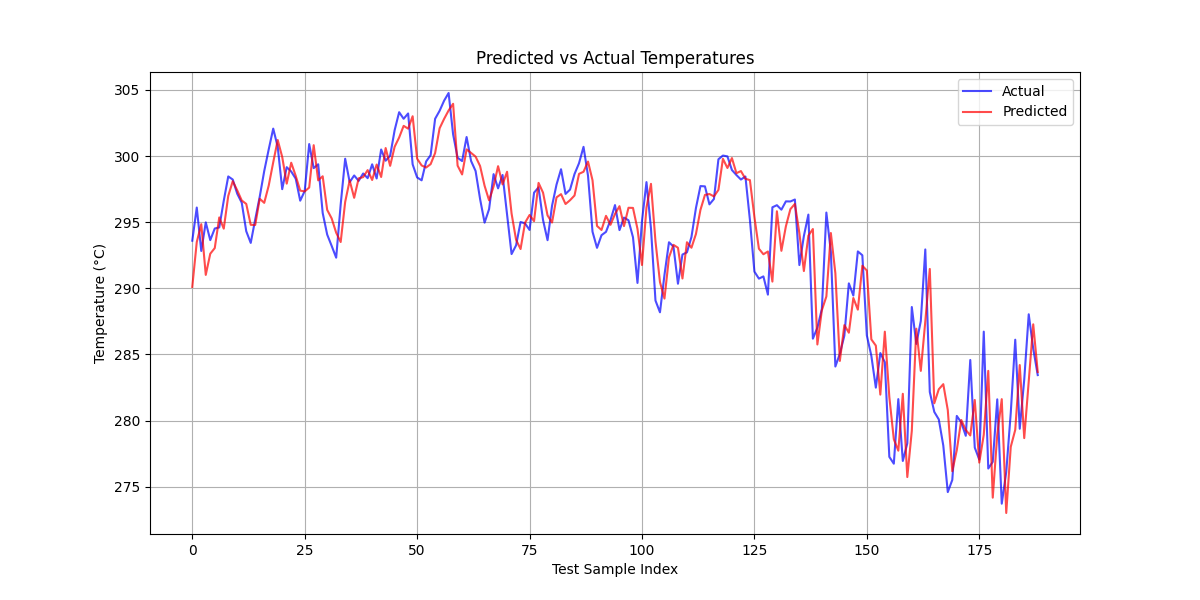 Predicted vs Actual Temperatures
Actual
Predicted
305
300
295
290
285
280
275
Temperature (°C)
0 25 50 75 100 125 150 175
Test Sample Index